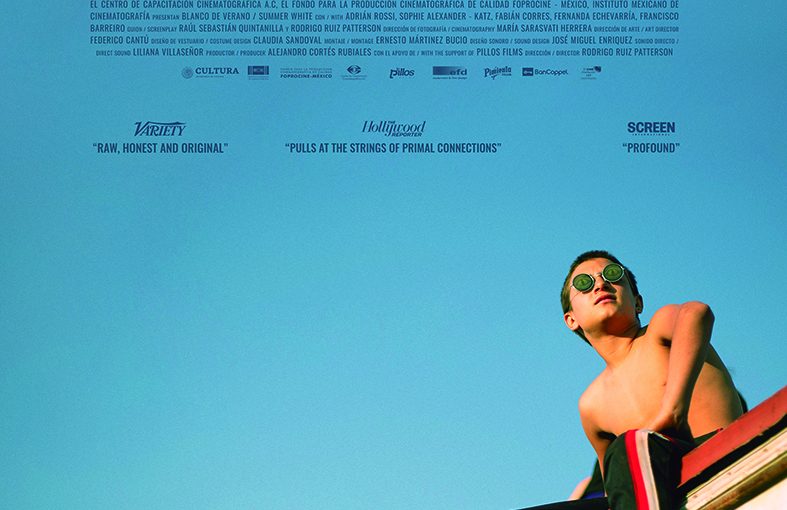 EL CENTRO DE CAPACITACIÓN CINEMATOGRÁFICA A.C, EL FONDO PARA LA PRODUCCIÓN CINEMATOGRÁFICA DE CALIDAD FOPROCINE - MÉXICO, INSTITUTO MEXICANO DE
CINEMATOGRAFÍA PRESENTAN BLANCO DE VERANO / SUMMER WHITE CON / WITH ADRIÁN ROSSI, SOPHIE ALEXANDER - KATZ, FABIÁN CORRES, FERNANDA ECHEVARRÍA, FRANCISCO
BARREIRO GUIÓN / SCREENPLAY RAÚL SEBASTIÁN QUINTANILLA Y RODRIGO RUIZ PATTERSON DIRECCIÓN DE FOTOGRAFÍA / CINEMATOGRAPHY MARÍA SARASVATI HERRERA DIRECCIÓN DE ARTE / ART DIRECTOR
FEDERICO CANTÚ DISEÑO DE VESTUARIO / COSTUME DESIGN CLAUDIA SANDOVAL MONTAJE / MONTAGE ERNESTO MÁRTINEZ BUCIO DISEÑO SONORO / SOUND DESIGN JOSÉ MIGUEL ENRIQUEZ SONIDO DIRECTO /
DIRECT SOUND LILIANA VILLASEÑOR PRODUCTOR / PRODUCER ALEJANDRO CORTÉS RUBIALES CON EL APOYO DE / WITH THE SUPPORT OF PILLOS FILMS DIRECCIÓN / DIRECTOR RODRIGO RUIZ PATTERSON
CULTURA FOPROCINE-MÉXICO Pillos efd Pimienta BanCoppel.
VARIETY
"RAW, HONEST AND ORIGINAL"
THE Hollywood REPORTER
"PULLS AT THE STRINGS OF PRIMAL CONNECTIONS"
SCREEN INTERNATIONAL
"PROFOUND"